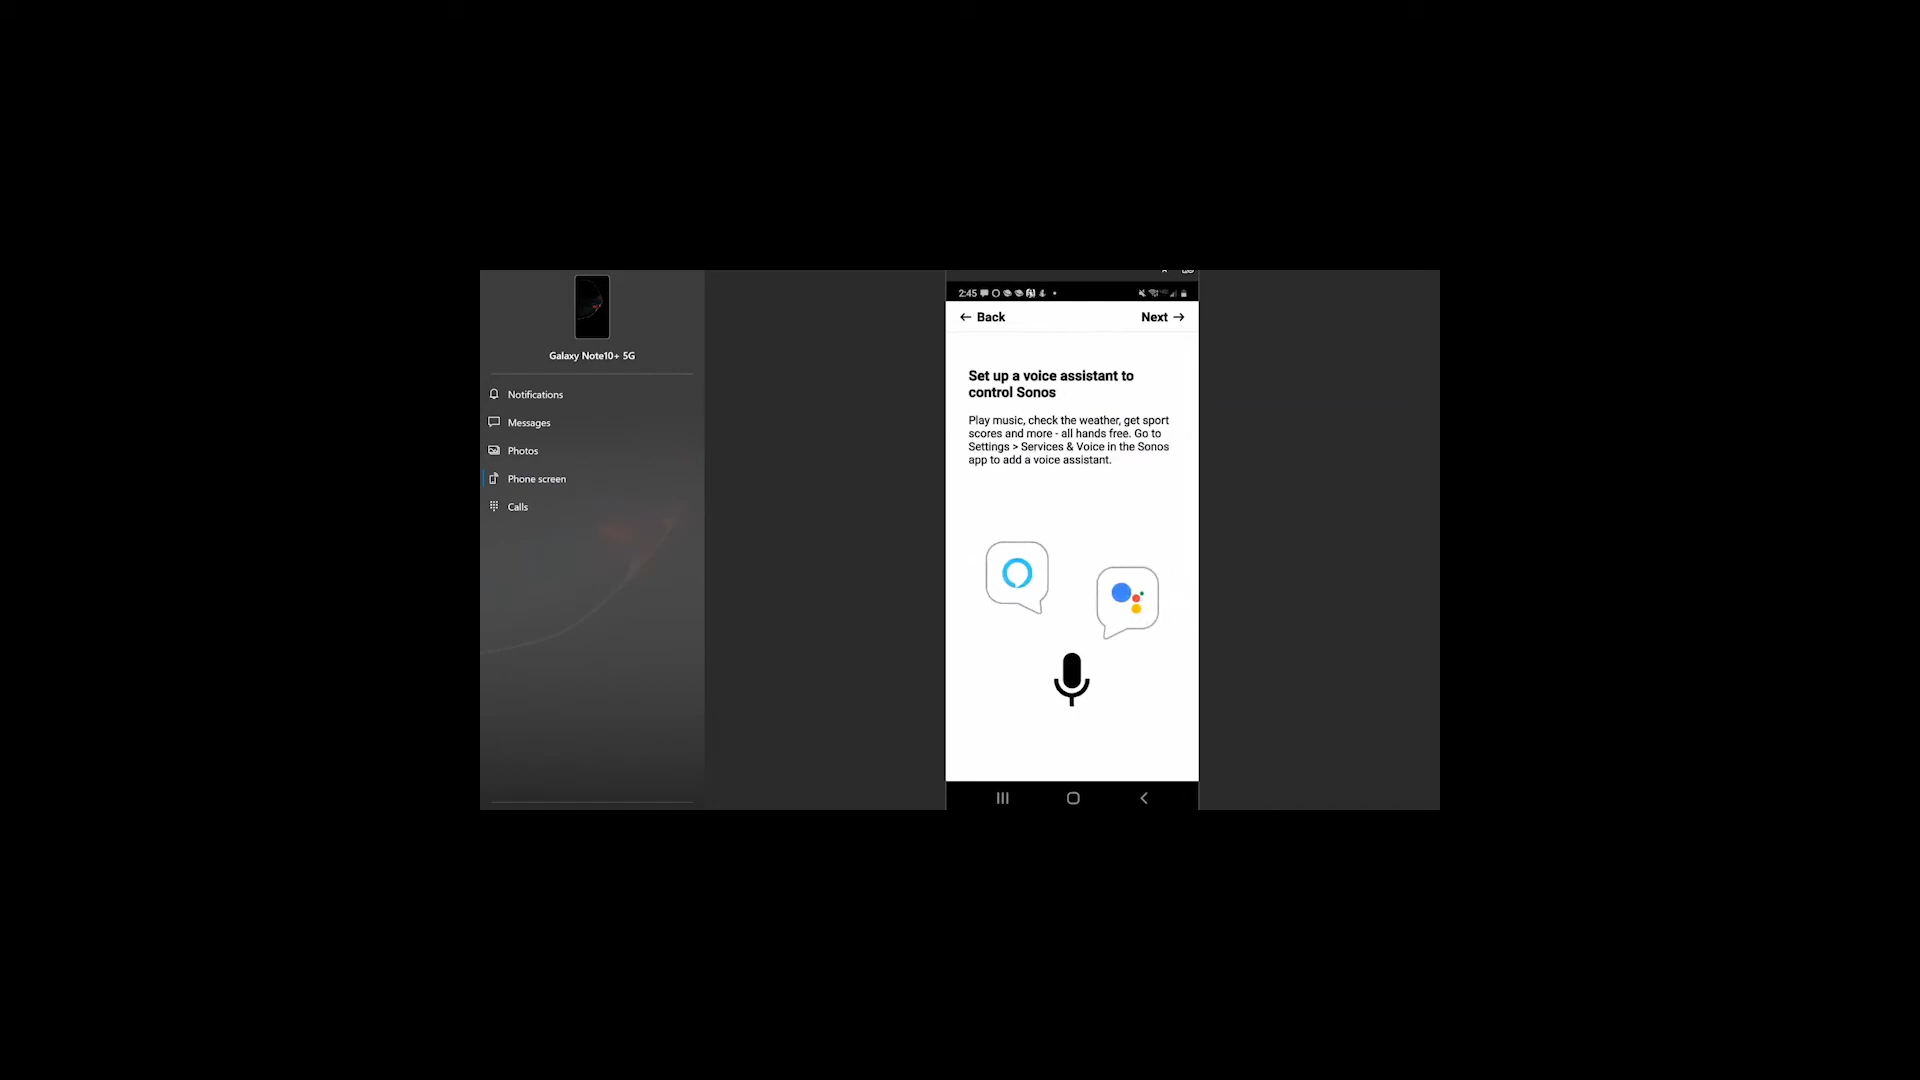 Galaxy Note10+ 5G
Notifications
Messages
Photos
Phone screen
Calls
2:45
Back
Next
Set up a voice assistant to
control Sonos
Play music, check the weather, get sport
scores and more - all hands free. Go to
Settings > Services & Voice in the Sonos
app to add a voice assistant.